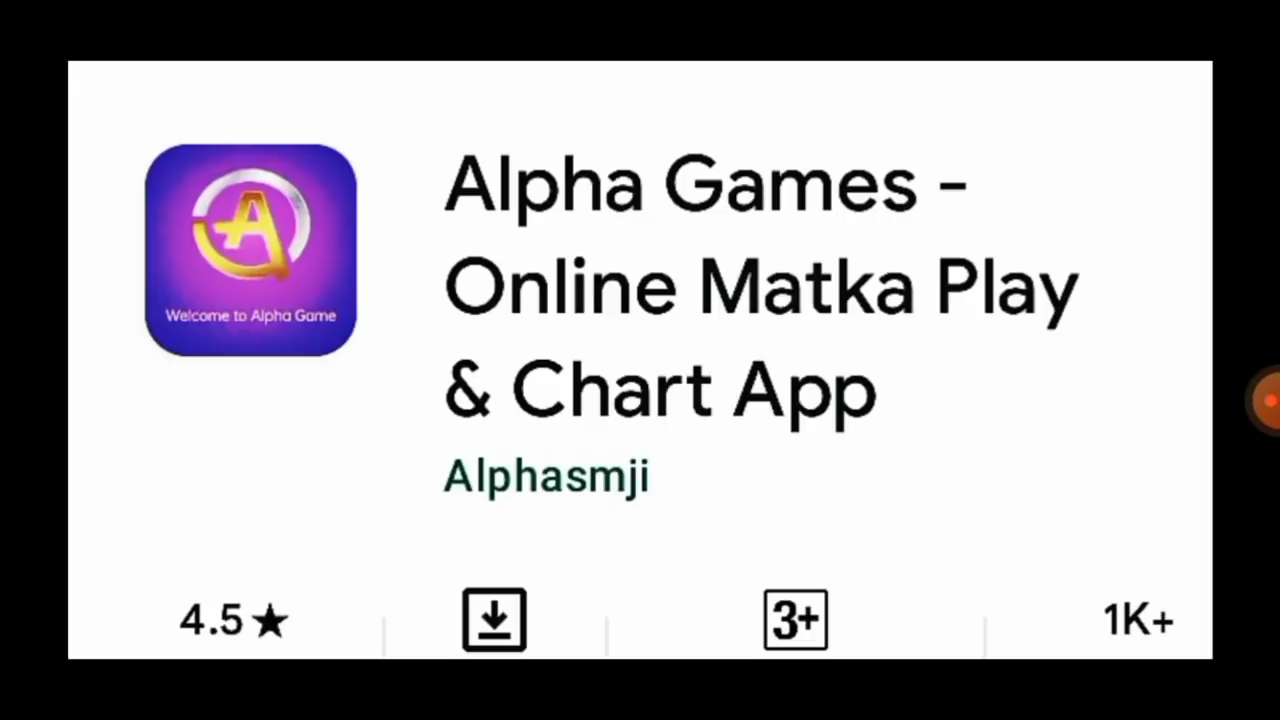 Alpha Games -
Online Matka Play
& Chart App
Alphasmji
Welcome to Alpha Game
4.5★
3+
1K+